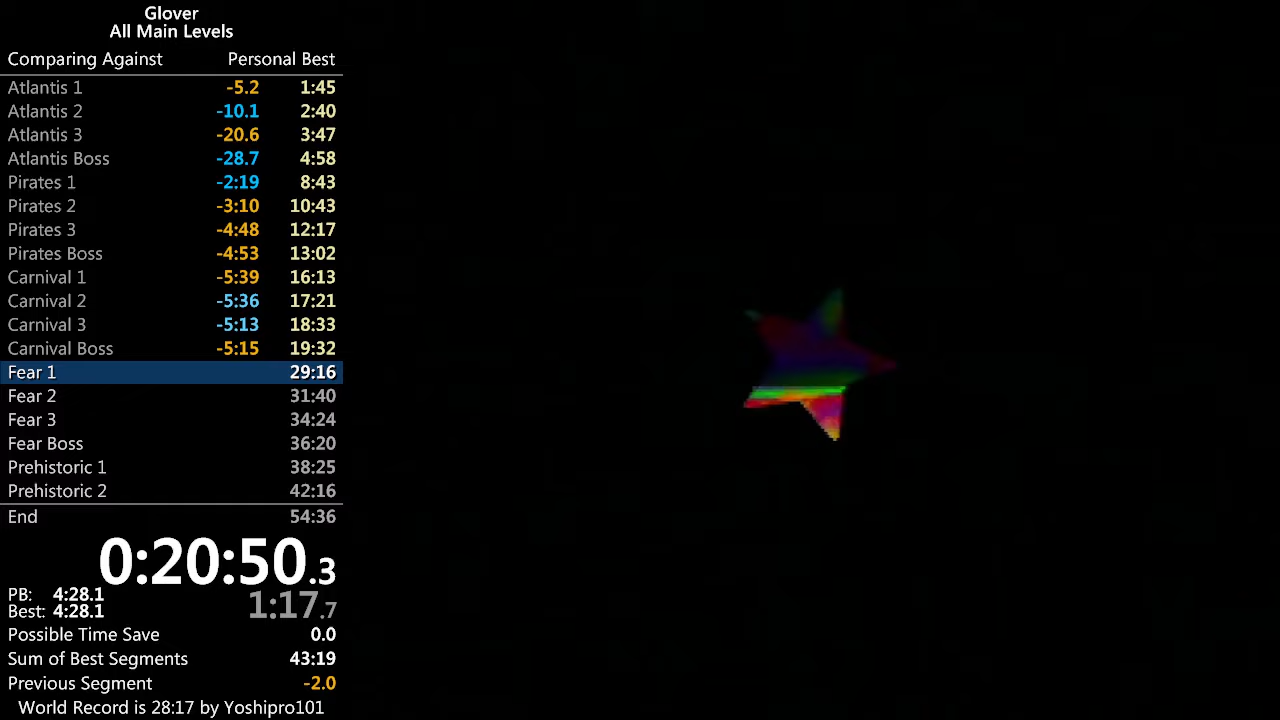 Glover
All Main Levels
Comparing Against Personal Best
Atlantis 1 -5.2 1:45
Atlantis 2 -10.1 2:40
Atlantis 3 -20.6 3:47
Atlantis Boss -28.7 4:58
Pirates 1 -2:19 8:43
Pirates 2 -3:10 10:43
Pirates 3 -4:48 12:17
Pirates Boss -4:53 13:02
Carnival 1 -5:39 16:13
Carnival 2 -5:36 17:21
Carnival 3 -5:13 18:33
Carnival Boss -5:15 19:32
Fear 1 29:16
Fear 2 31:40
Fear 3 34:24
Fear Boss 36:20
Prehistoric 1 38:25
Prehistoric 2 42:16
End 54:36
0:20:50.3
PB: 4:28.1
Best: 4:28.1 1:17.7
Possible Time Save 0.0
Sum of Best Segments 43:19
Previous Segment -2.0
World Record is 28:17 by Yoshipro101